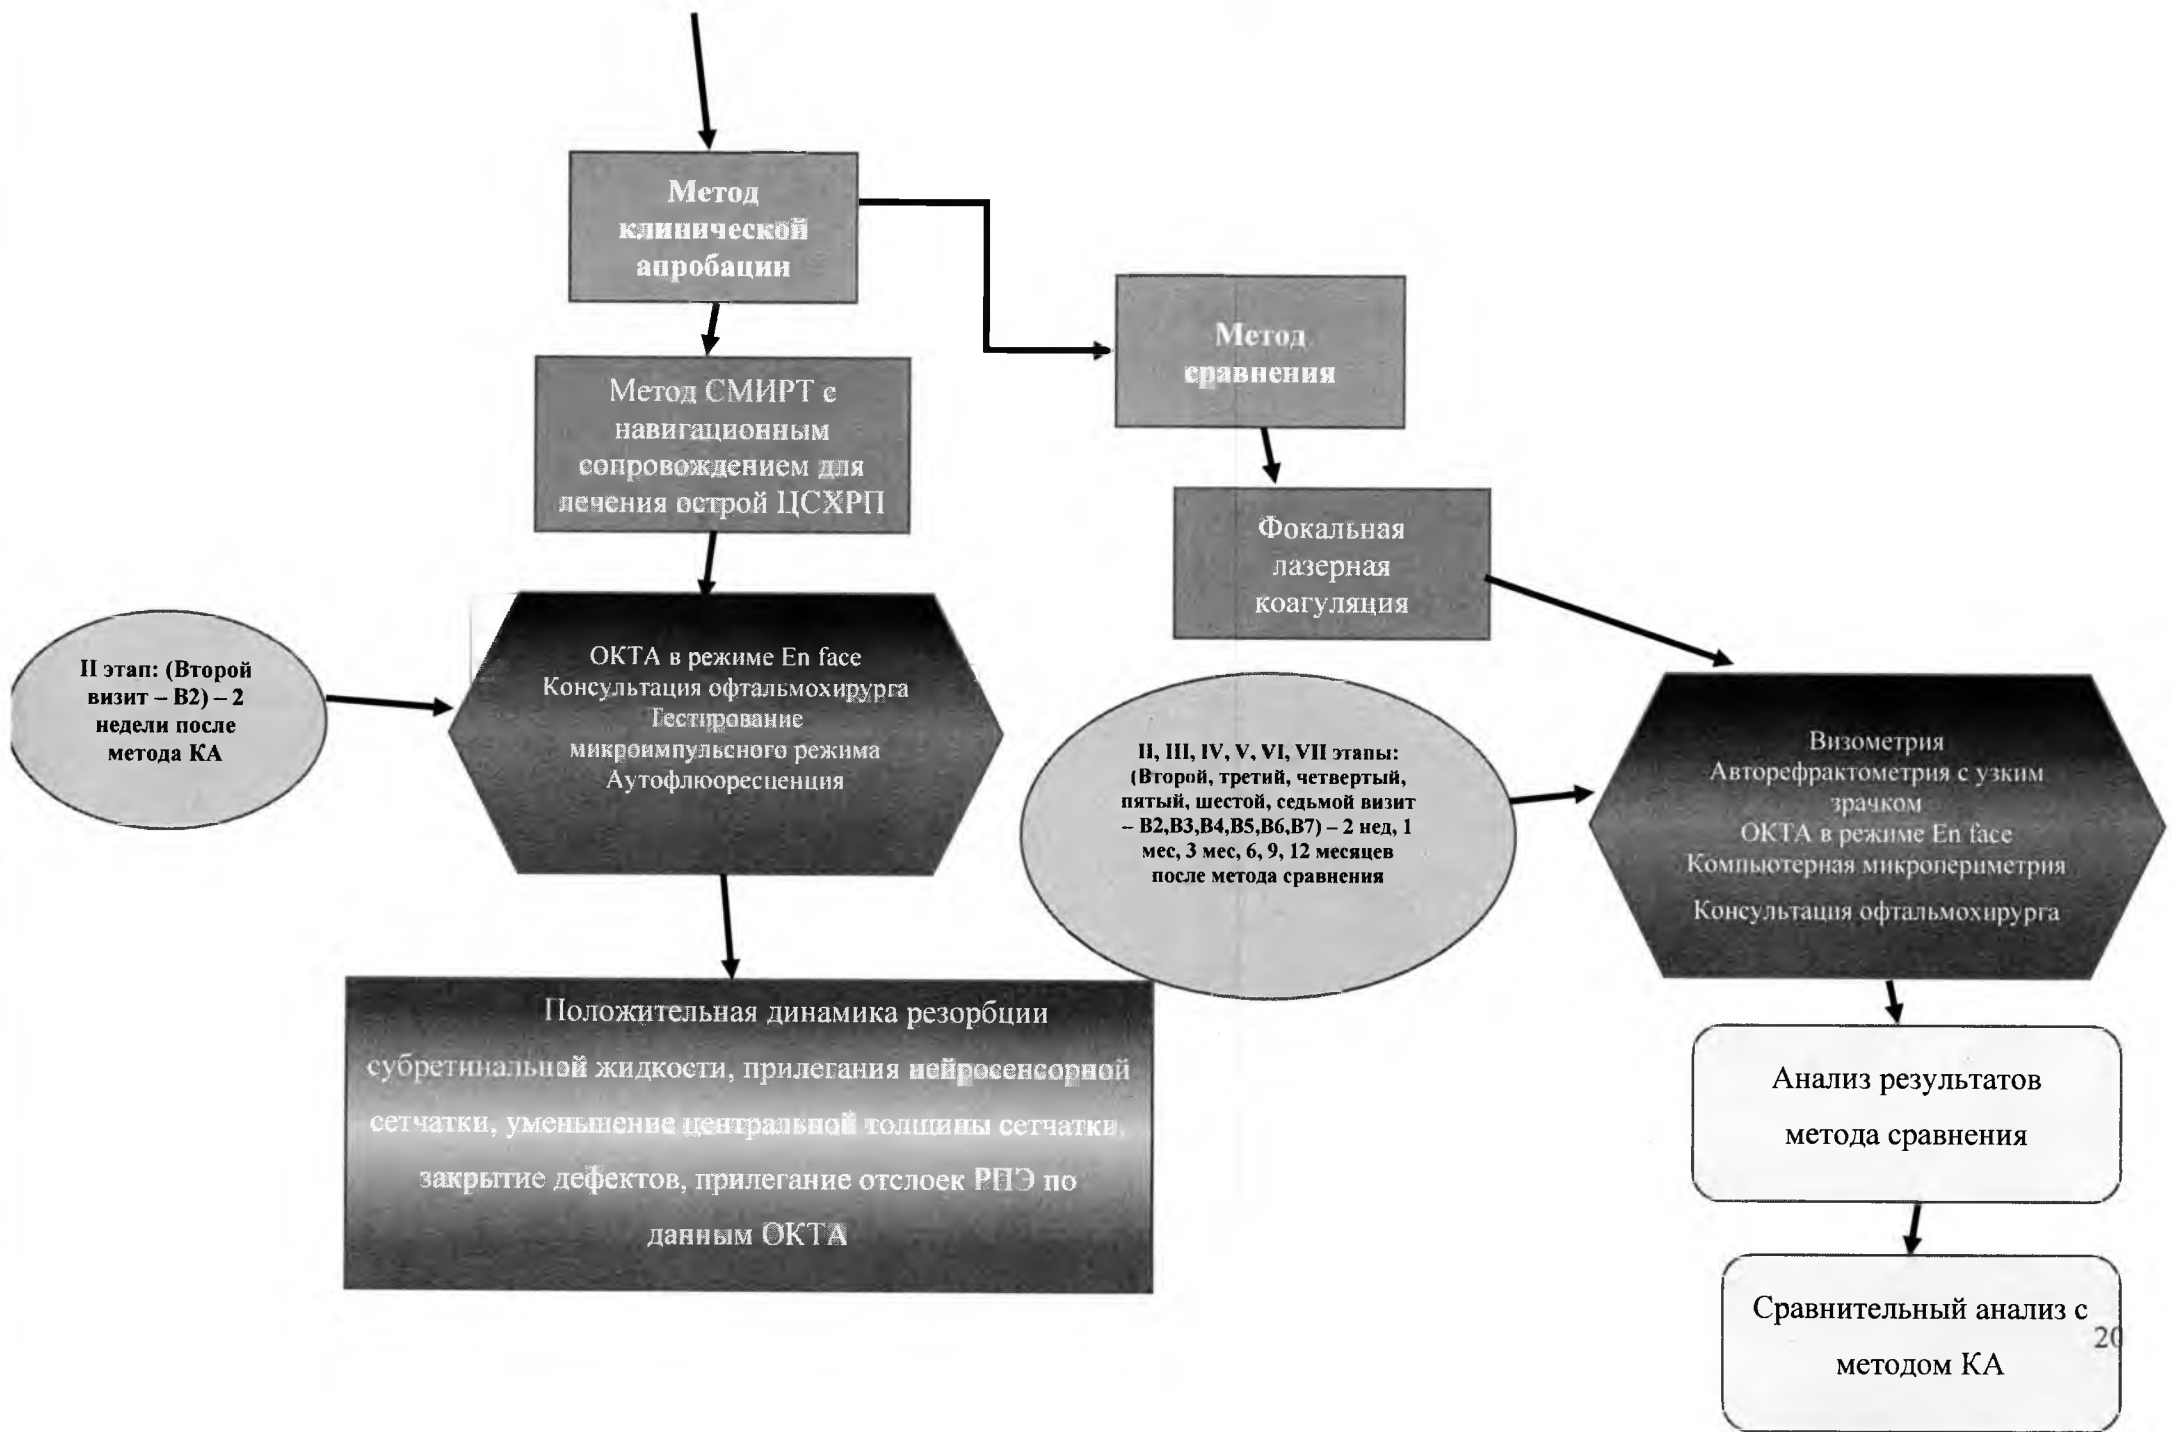 Метод
клинической
апробации
Метод СМИРТ с
навигационным
сопровождением для
лечения острой ЦСХРП
II этап: (Второй
визит – В2) – 2
недели после
метода КА
ОКТА в режиме En face
Консультация офтальмохирурга
Тестирование
микроимпульсного режима
Аутофлюоресценция
Положительная динамика резорбции
субретинальной жидкости, прилегания нейросенсорной
сетчатки, уменьшение центральной толщины сетчатки,
закрытие дефектов, прилегание отслоек РПЭ по
данным ОКТА
Метод
сравнения
Фокальная
лазерная
коагуляция
II, III, IV, V, VI, VII этапы:
(Второй, третий, четвертый,
пятый, шестой, седьмой визит
– В2,В3,В4,В5,В6,В7) – 2 нед, 1
мес, 3 мес, 6, 9, 12 месяцев
после метода сравнения
Визометрия
Авторефрактометрия с узким
зрачком
ОКТА в режиме En face
Компьютерная микропериметрия
Консультация офтальмохирурга
Анализ результатов
метода сравнения
Сравнительный анализ с
методом КА
20